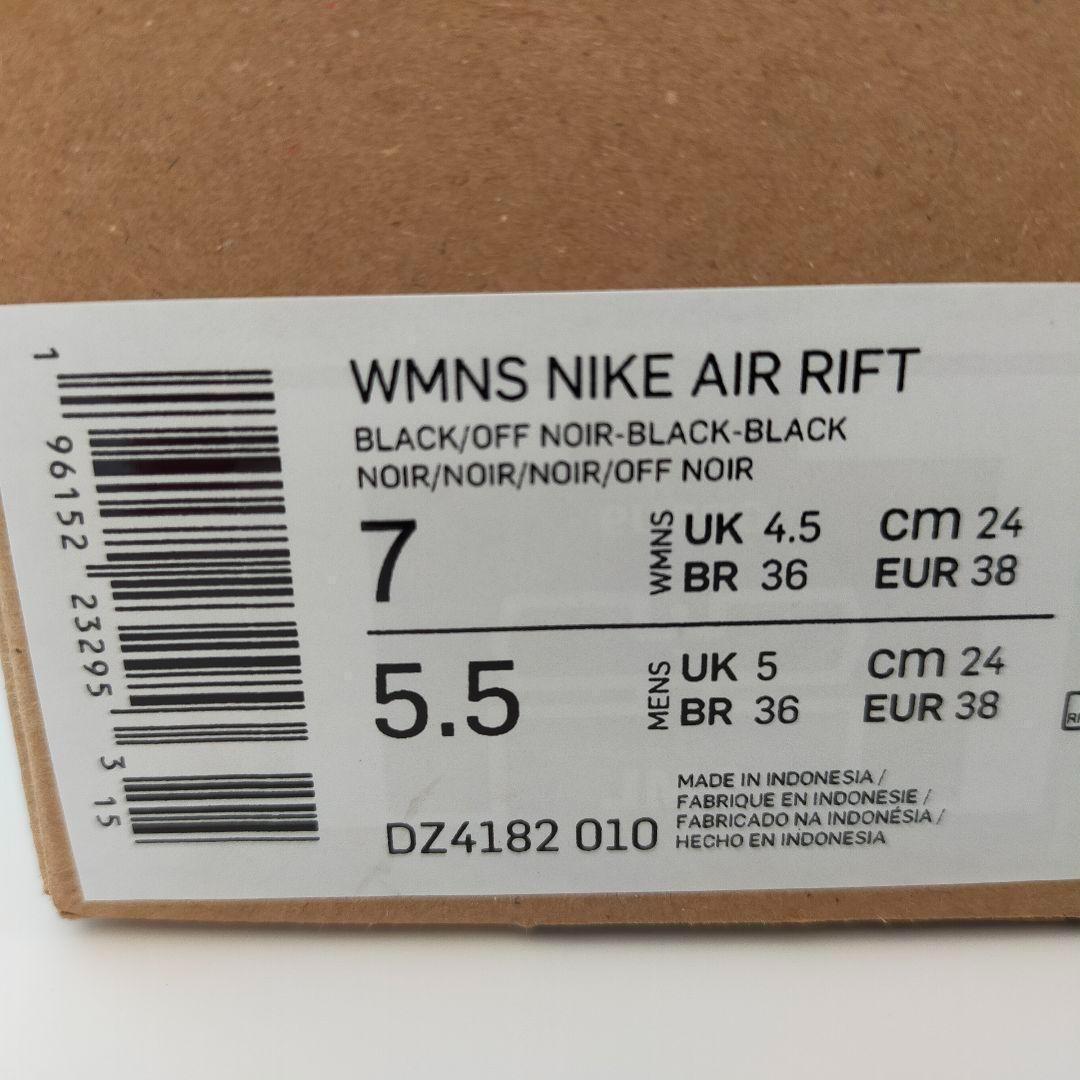 WMNS NIKE AIR RIFT
BLACK/OFF NOIR-BLACK-BLACK
NOIR/NOIR/NOIR/OFF NOIR
7
WMNS
UK 4.5 cm 24
BR 36 EUR 38
5.5
MENS
UK 5 cm 24
BR 36 EUR 38
DZ4182 010
MADE IN INDONESIA /
FABRIQUE EN INDONESIE /
FABRICADO NA INDONÉSIA /
HECHO EN INDONESIA
1 96152 23295 3 15